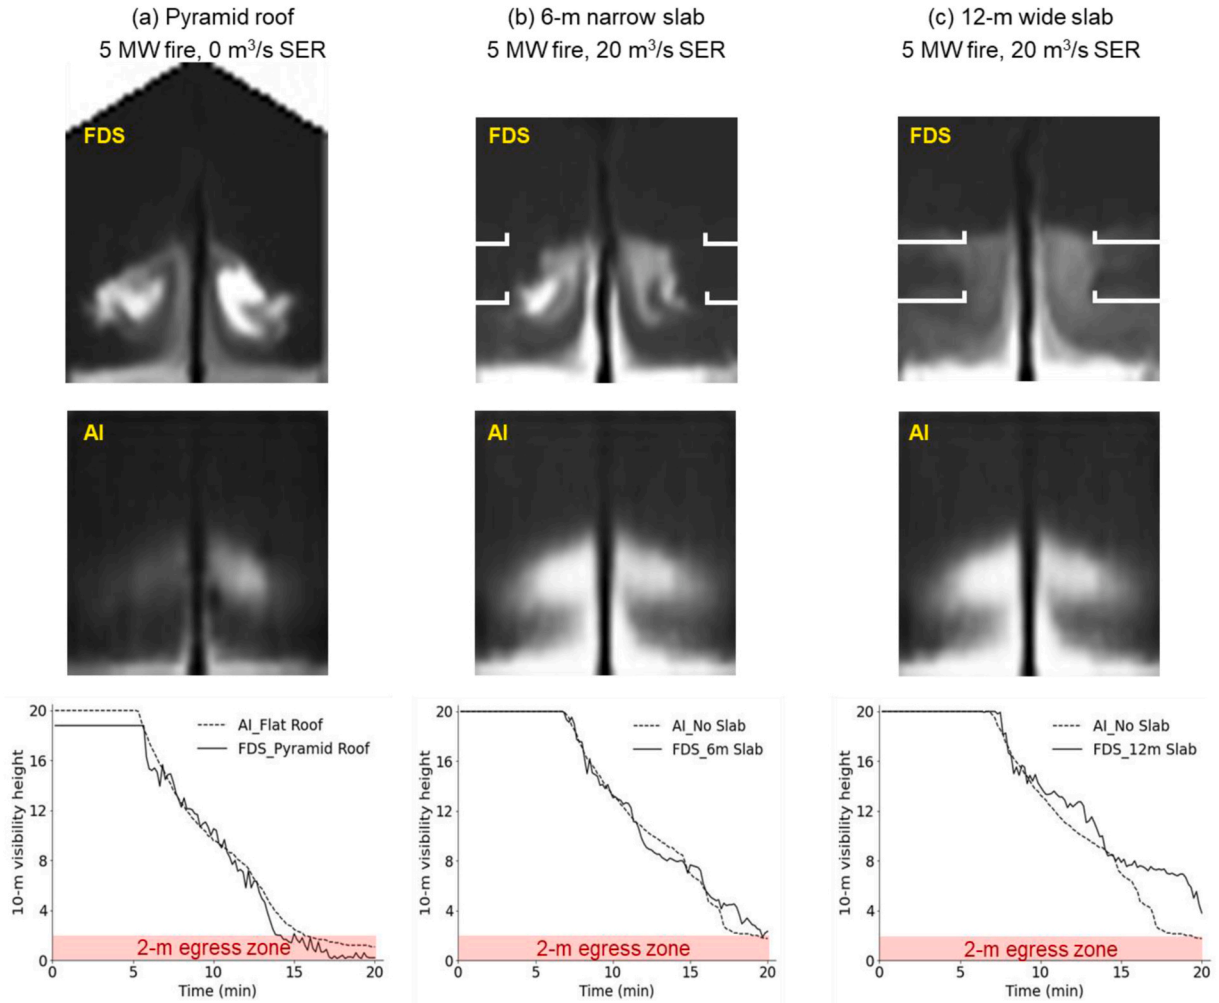 (a) Pyramid roof
5 MW fire, 0 m³/s SER
(b) 6-m narrow slab
5 MW fire, 20 m³/s SER
(c) 12-m wide slab
5 MW fire, 20 m³/s SER
FDS
FDS
FDS
AI
AI
AI
10-m visibility height
20
16
12
8
4
0
AI_Flat Roof
FDS_Pyramid Roof
2-m egress zone
0
5
10
15
20
Time (min)
10-m visibility height
20
16
12
8
4
0
AI_No Slab
FDS_6m Slab
2-m egress zone
0
5
10
15
20
Time (min)
10-m visibility height
20
16
12
8
4
0
AI_No Slab
FDS_12m Slab
2-m egress zone
0
5
10
15
20
Time (min)